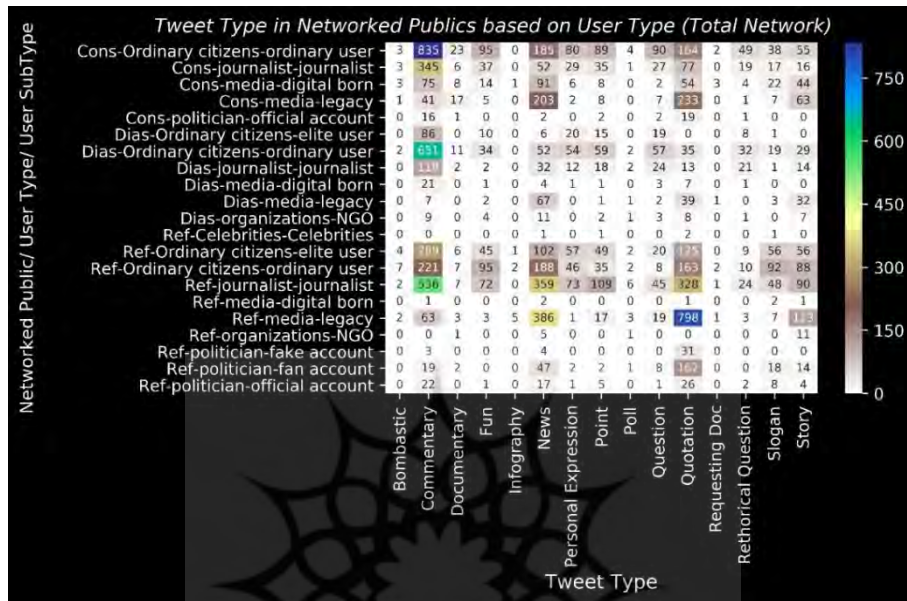 Tweet Type in Networked Publics based on User Type (Total Network)
Networked Public/ User Type/ User SubType
Cons-Ordinary citizens-ordinary user 3 835 23 95 0 185 80 89 4 90 164 2 49 38 55
Cons-journalist-journalist 3 345 6 37 0 52 29 35 1 27 77 0 19 17 16
Cons-media-digital born 3 75 8 14 1 91 6 8 0 2 54 3 4 22 44
Cons-media-legacy 1 41 17 5 0 203 2 8 0 7 233 0 1 7 63
Cons-politician-official account 0 16 1 0 0 2 0 2 0 2 19 0 1 0 0
Dias-Ordinary citizens-elite user 0 86 0 10 0 6 20 15 0 19 0 0 8 1 0
Dias-Ordinary citizens-ordinary user 2 651 11 34 0 52 54 59 2 57 35 0 32 19 29
Dias-journalist-journalist 0 119 2 2 0 32 12 18 2 24 13 0 21 1 14
Dias-media-digital born 0 21 0 1 0 4 1 1 0 3 7 0 1 0 0
Dias-media-legacy 0 7 0 2 0 67 0 1 1 2 39 1 0 3 32
Dias-organizations-NGO 0 9 0 4 0 11 0 2 1 3 8 0 1 0 7
Ref-Celebrities-Celebrities 0 0 0 0 0 2 0 0 0 0 1 0 0 1 0
Ref-Ordinary citizens-elite user 4 6 45 1 102 57 49 2 20 0 9 56 56
Ref-Ordinary citizens-ordinary user 7 221 7 95 2 188 46 35 2 8 163 2 10 92 88
Ref-journalist-journalist 2 536 7 72 0 359 73 109 6 45 328 1 24 48 90
Ref-media-digital born 0 1 0 0 0 2 0 0 0 0 1 0 0 2 1
Ref-media-legacy 2 63 3 3 5 386 1 17 3 19 798 1 3 7
Ref-organizations-NGO 0 0 1 0 0 5 0 1 0 0 0 0 0 0 11
Ref-politician-fake account 0 3 0 0 0 4 0 0 0 0 31 0 0 0 0
Ref-politician-fan account 0 19 2 0 0 47 2 2 1 8 162 0 0 18 14
Ref-politician-official account 0 22 0 1 0 17 1 5 0 1 26 0 2 8 4
750
600
450
300
150
0
Bombastic
Commentary
Documentary
Fun
Infography
News
Personal Expression
Point
Poll
Question
Quotation
Requesting Doc
Rethorical Question
Slogan
Story
Tweet Type